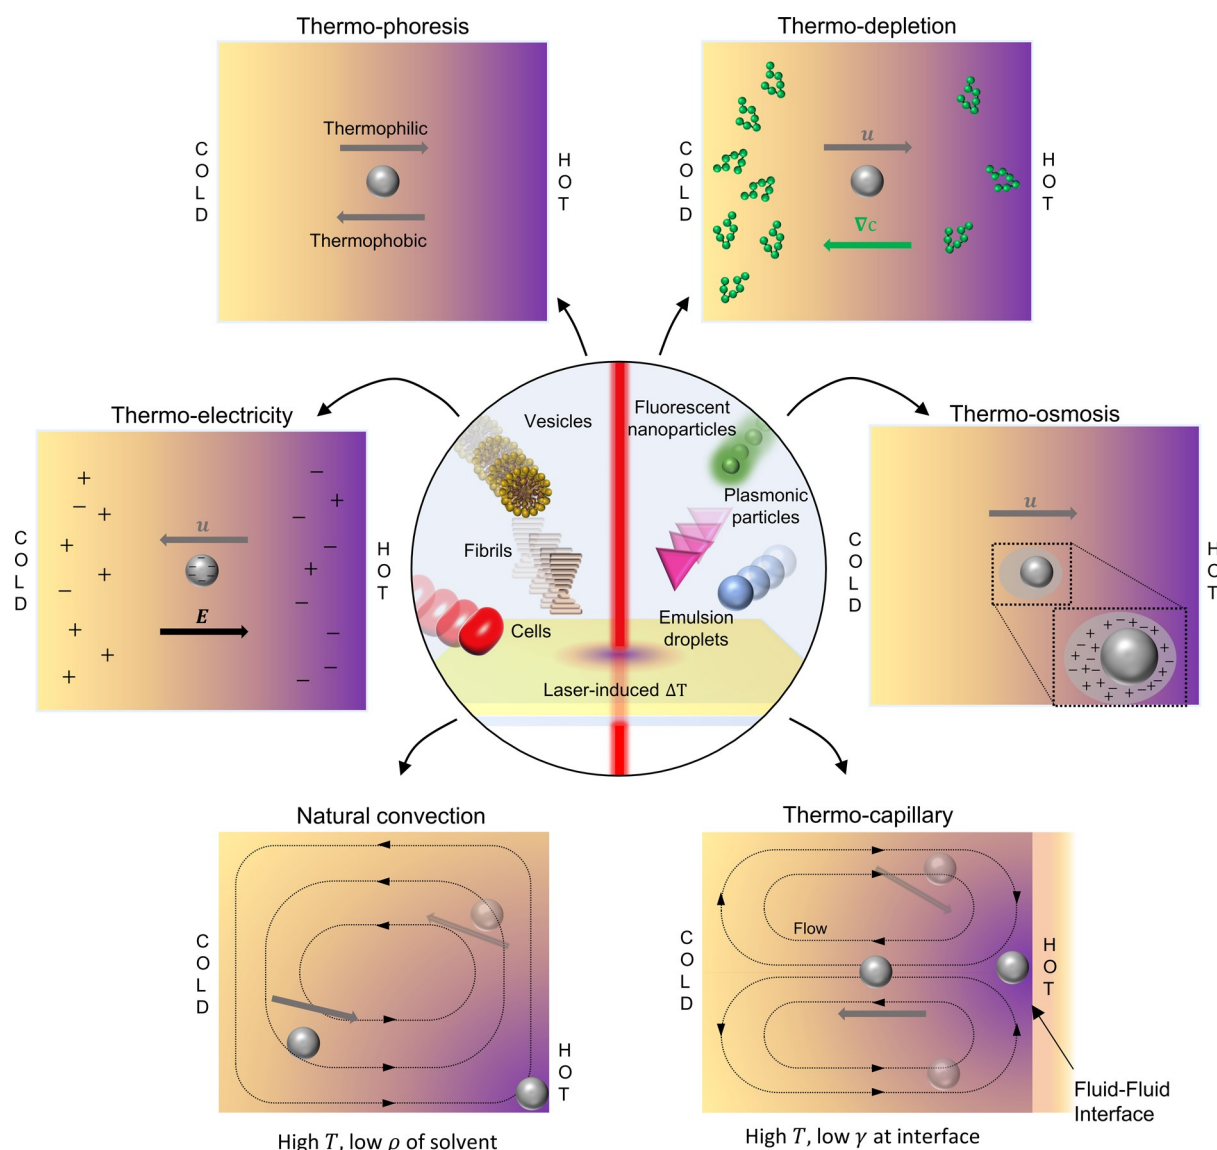 Thermo-phoresis
COLD
Thermophilic
Thermophobic
HOT
Thermo-depletion
COLD
u
∇c
HOT
Thermo-electricity
COLD
+
−
+
+
−
+
−
+
+
+
u
E
−
+
−
−
+
−
−
−
−
HOT
Vesicles
Fluorescent
nanoparticles
Plasmonic
particles
Fibrils
Cells
Emulsion
droplets
Laser-induced ΔT
Thermo-osmosis
COLD
u
HOT
Natural convection
COLD
HOT
High T, low ρ of solvent
Thermo-capillary
COLD
Flow
HOT
Fluid-Fluid
Interface
High T, low γ at interface